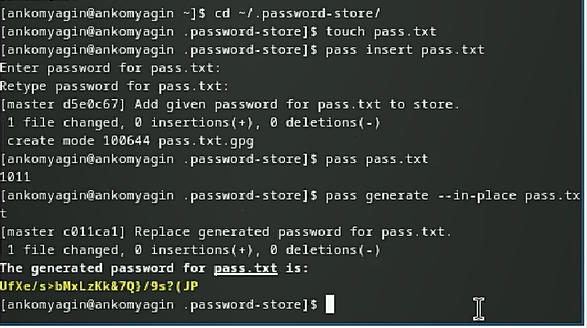 [ankomyagin@ankomyagin ~]$ cd ~/.password-store/
[ankomyagin@ankomyagin .password-store]$ touch pass.txt
[ankomyagin@ankomyagin .password-store]$ pass insert pass.txt
Enter password for pass.txt:
Retype password for pass.txt:
[master d5e0c67] Add given password for pass.txt to store.
 1 file changed, 0 insertions(+), 0 deletions(-)
 create mode 100644 pass.txt.gpg
[ankomyagin@ankomyagin .password-store]$ pass pass.txt
1011
[ankomyagin@ankomyagin .password-store]$ pass generate --in-place pass.tx
t
[master c011ca1] Replace generated password for pass.txt.
 1 file changed, 0 insertions(+), 0 deletions(-)
The generated password for pass.txt is:
UfXe/s>bMxLzKk&7Q}/9s?(JP
[ankomyagin@ankomyagin .password-store]$